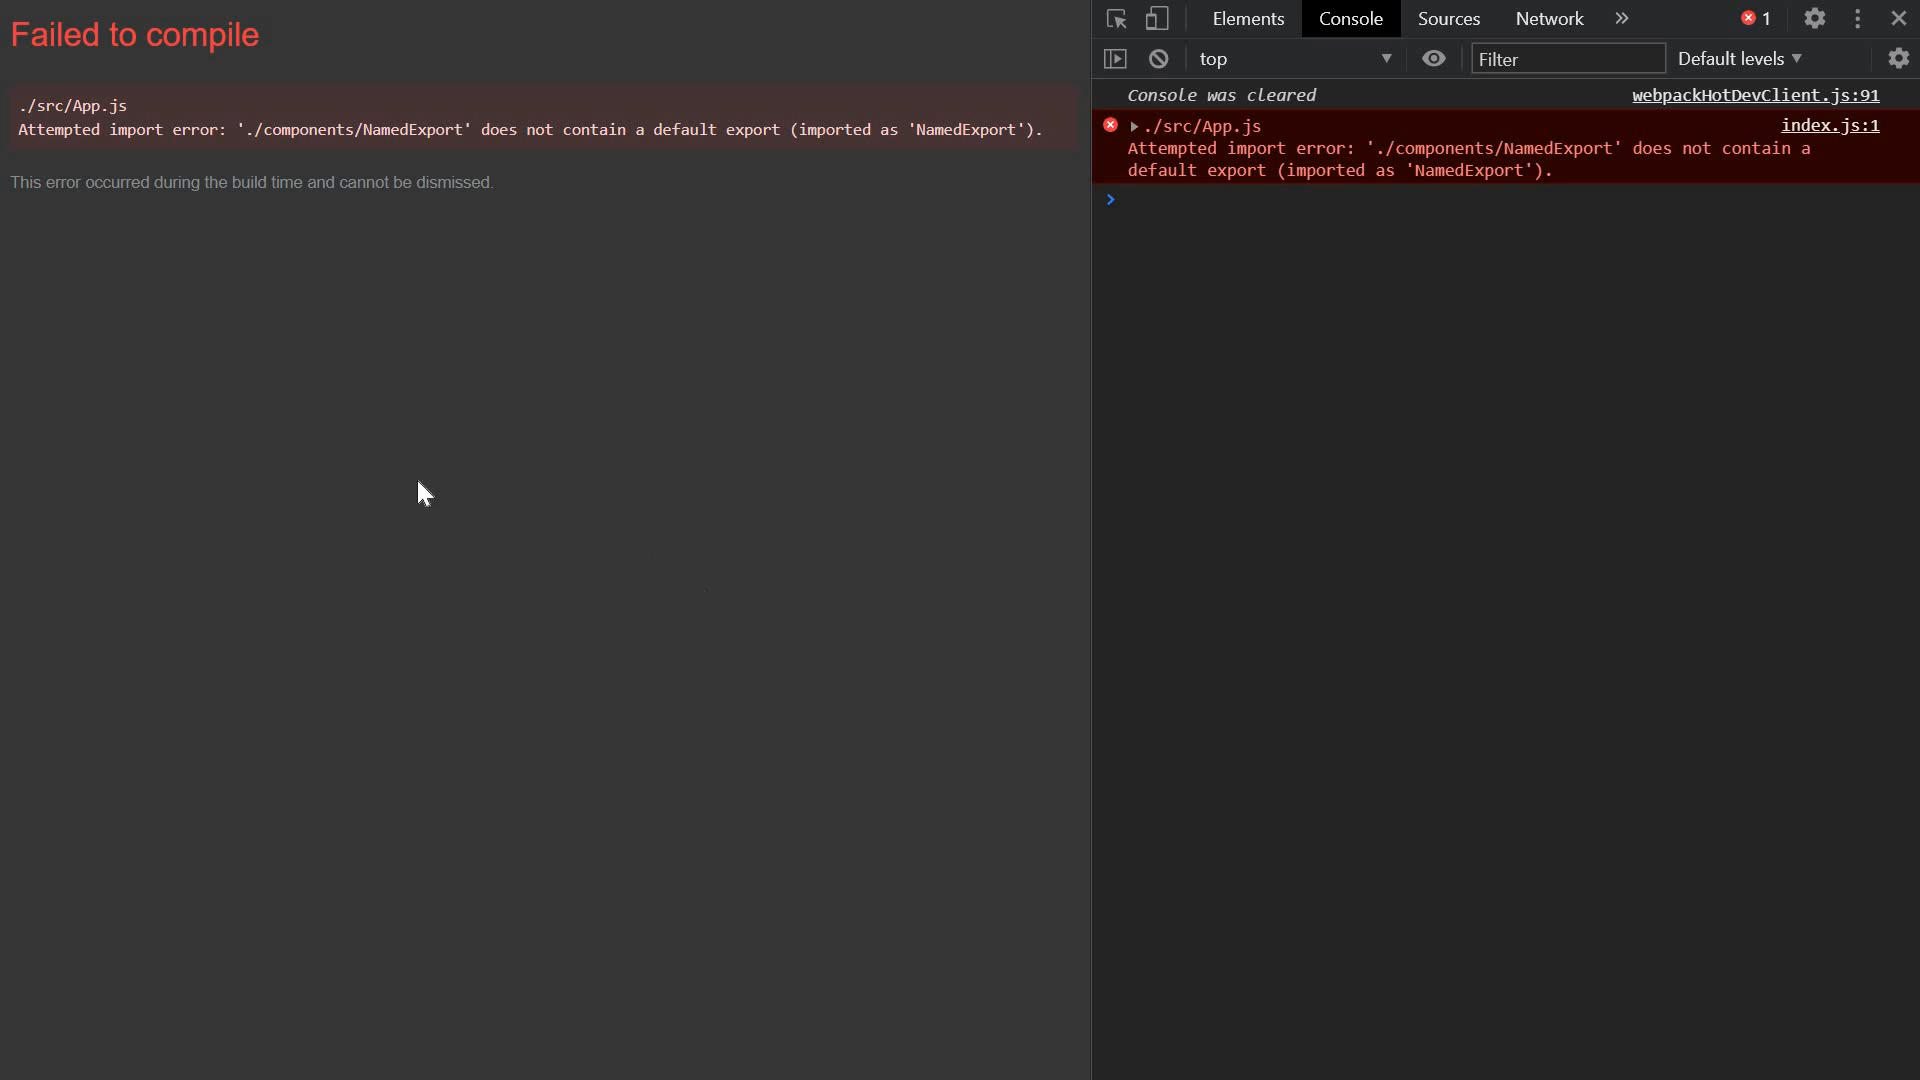 Failed to compile
./src/App.js
Attempted import error: './components/NamedExport' does not contain a default export (imported as 'NamedExport').
This error occurred during the build time and cannot be dismissed.
Elements Console Sources Network 1
top Filter Default levels
Console was cleared webpackHotDevClient.js:91
./src/App.js index.js:1
Attempted import error: './components/NamedExport' does not contain a
default export (imported as 'NamedExport').